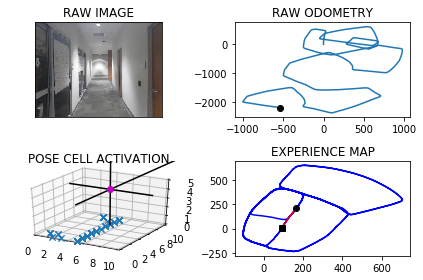 RAW IMAGE
RAW ODOMETRY
0
−1000
−2000
−1000 −500 0 500 1000
POSE CELL ACTIVATION
0 2 4 6 8 10
0 2 4 6 8 10
0 1 2 3 4 5
EXPERIENCE MAP
500
250
0
−250
0 200 400 600